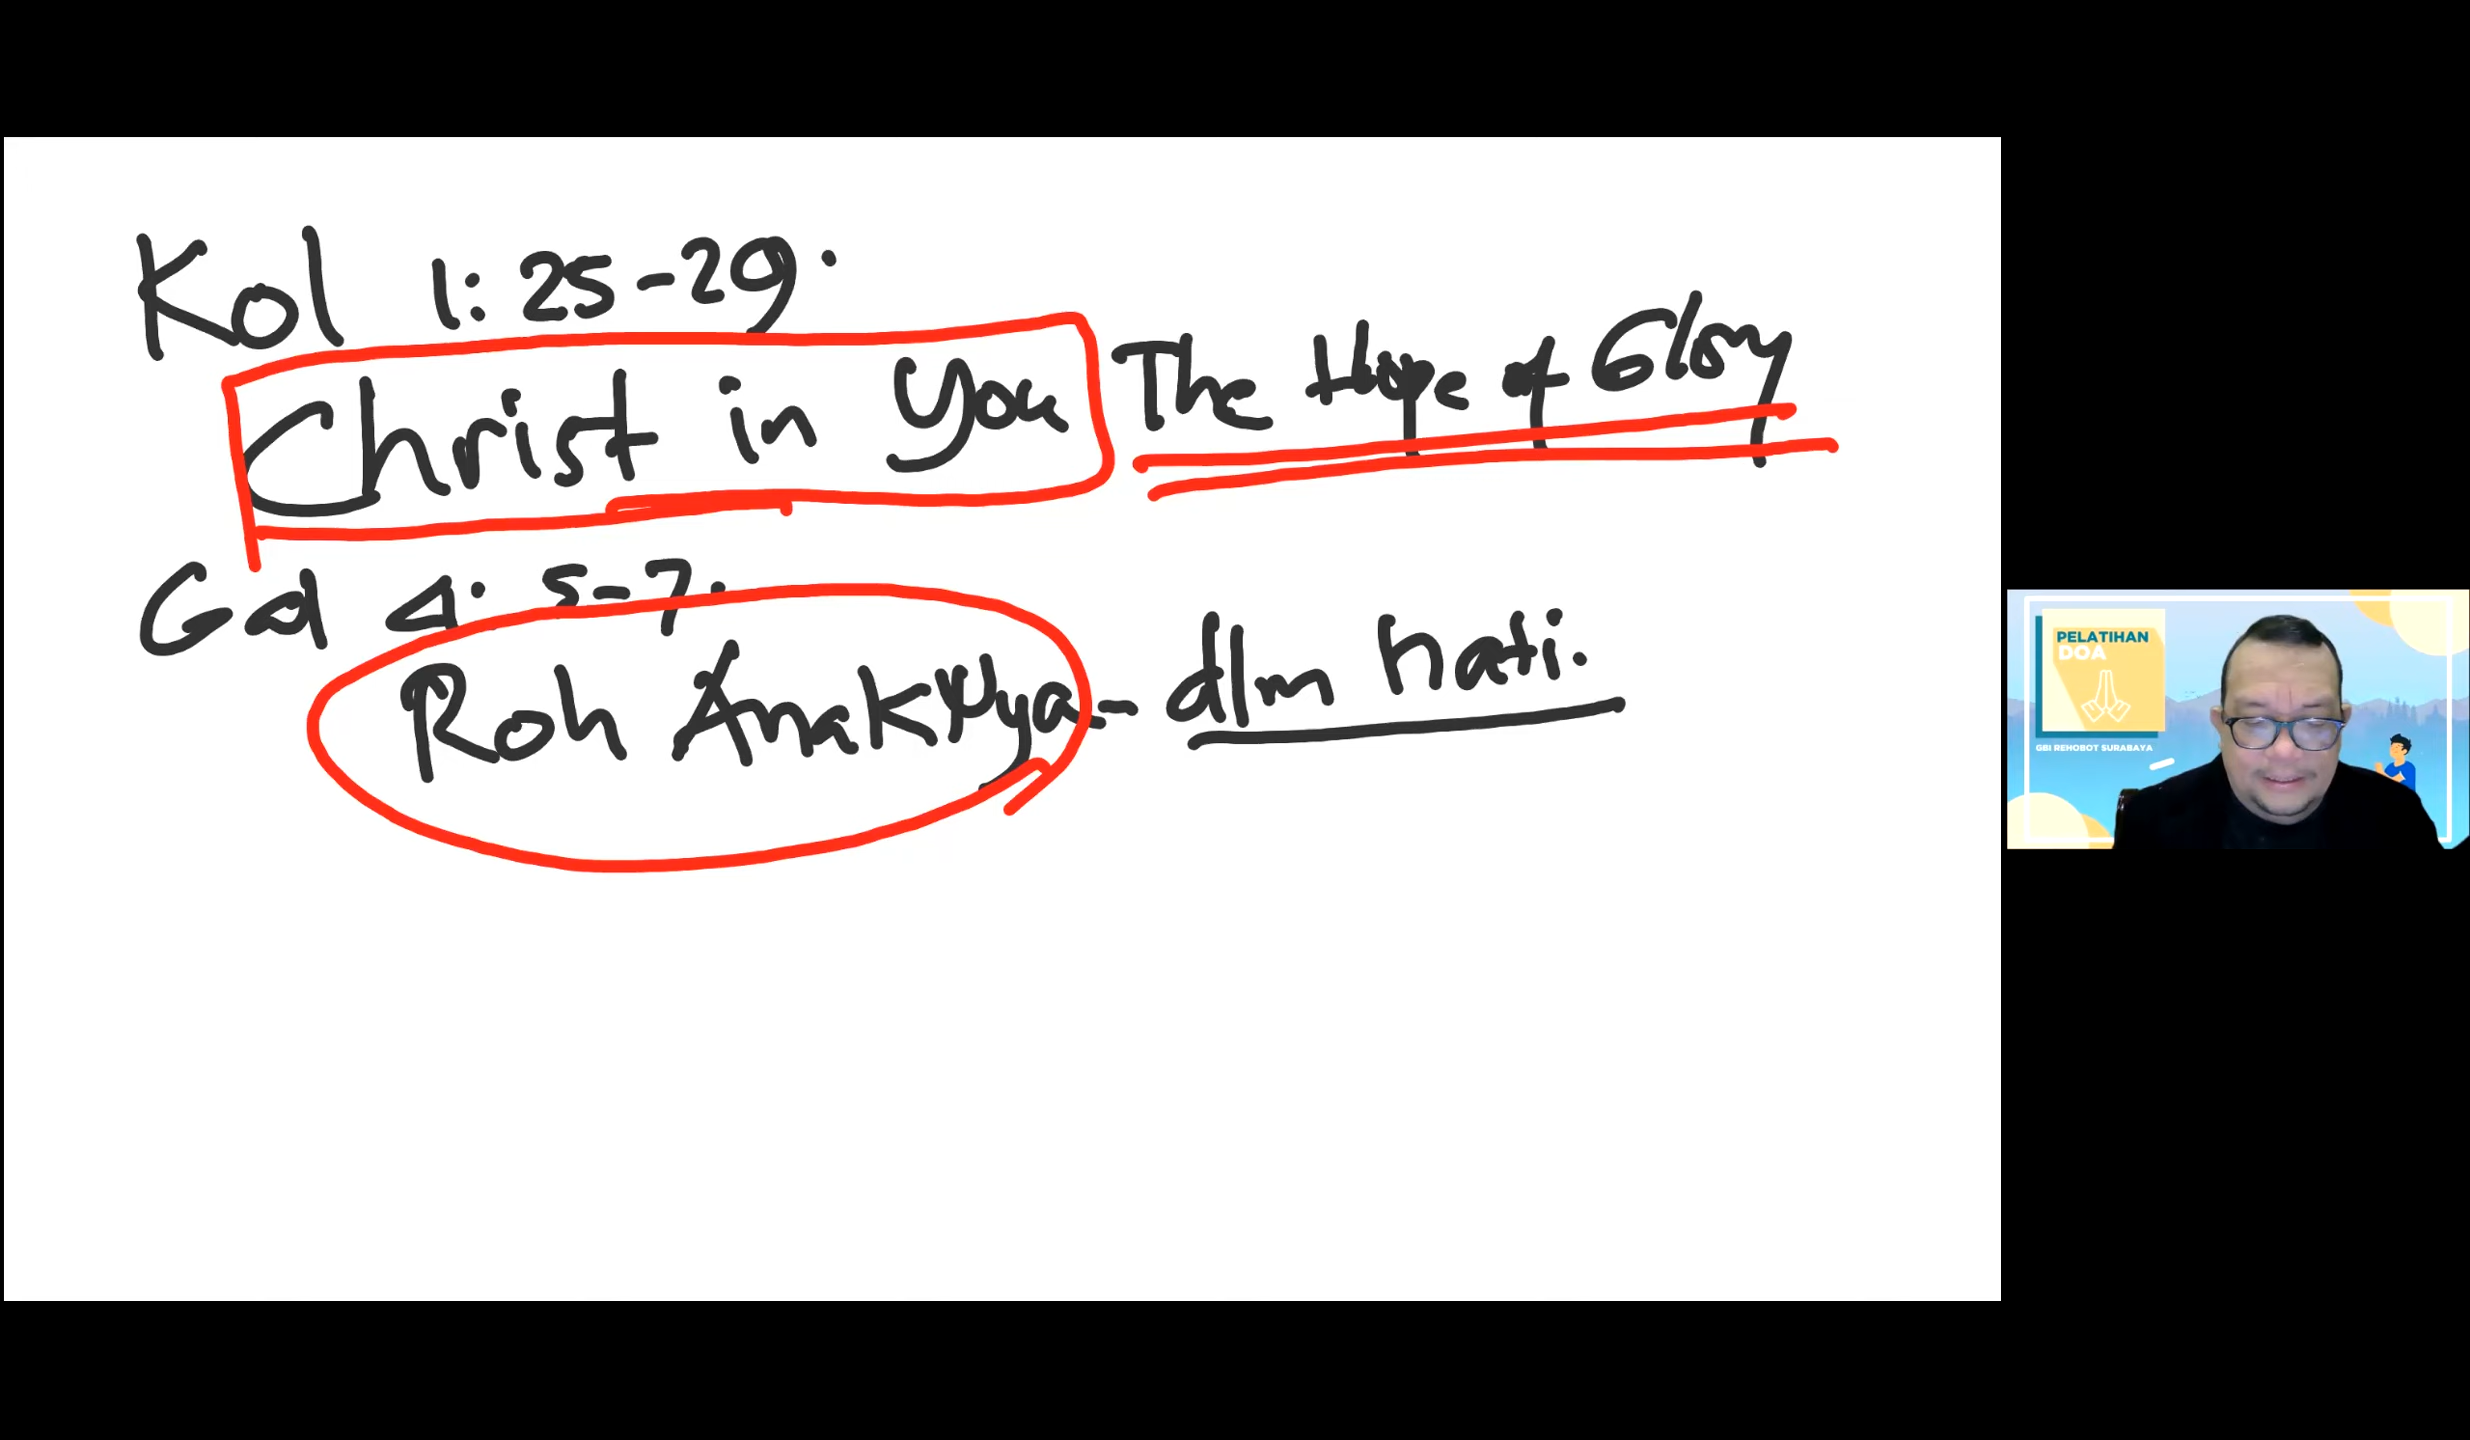 Kol 1: 25-29.
Christ in You The Hope of Glory
Gal 4: 5-7.
Roh AnakNya - dlm hati.
PELATIHAN
DOA
GBI REHOBOT SURABAYA